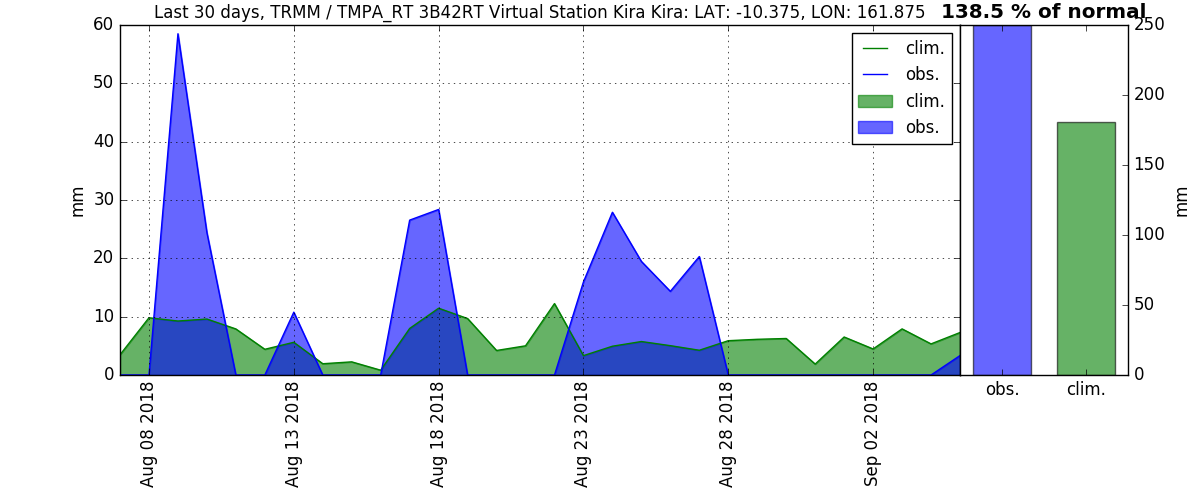 Last 30 days, TRMM / TMPA_RT 3B42RT Virtual Station Kira Kira: LAT: -10.375, LON: 161.875
138.5 % of normal
60
50
40
30
20
10
0
mm
clim.
obs.
clim.
obs.
250
200
150
100
50
0
mm
obs.
clim.
Aug 08 2018
Aug 13 2018
Aug 18 2018
Aug 23 2018
Aug 28 2018
Sep 02 2018